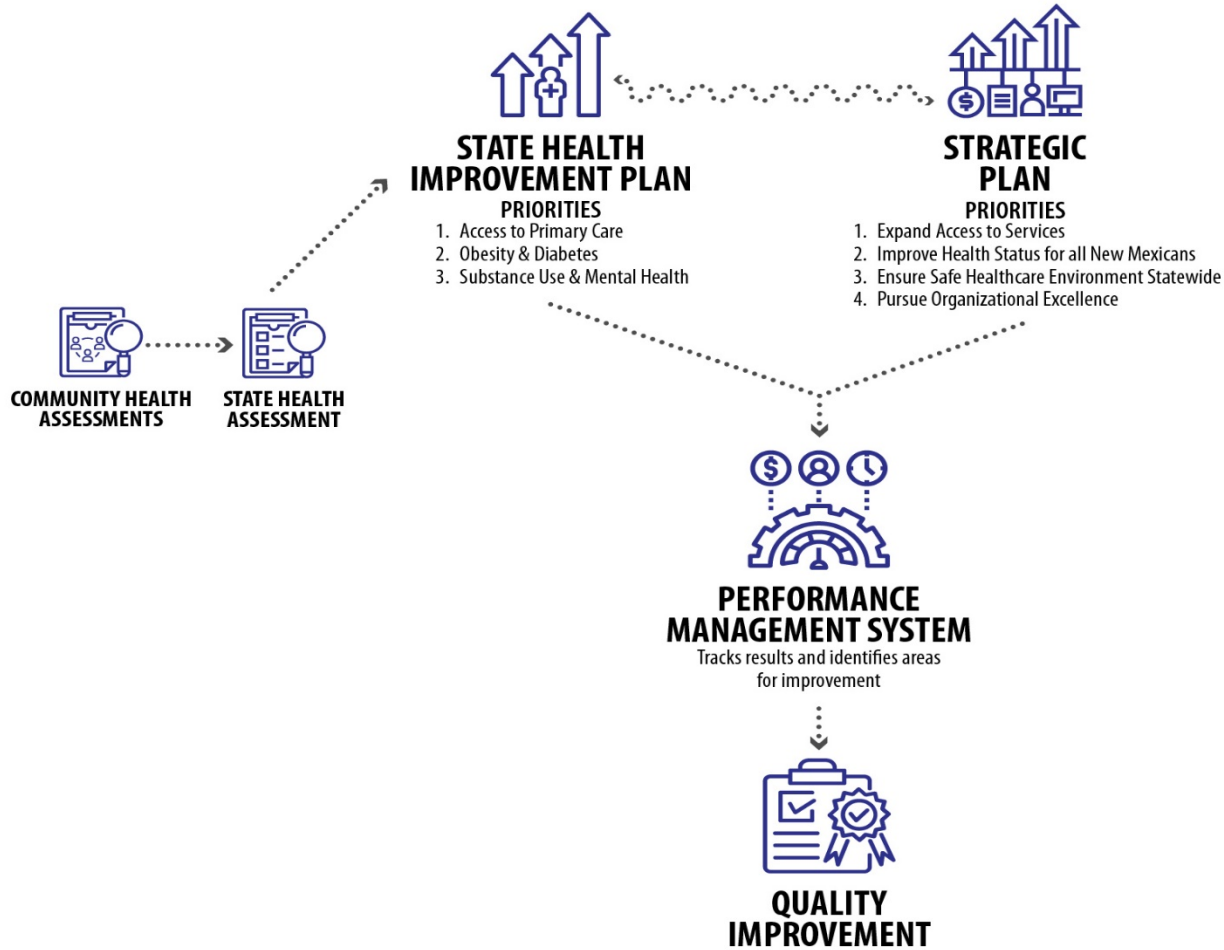 STATE HEALTH
IMPROVEMENT PLAN
PRIORITIES
1. Access to Primary Care
2. Obesity & Diabetes
3. Substance Use & Mental Health
STRATEGIC
PLAN
PRIORITIES
1. Expand Access to Services
2. Improve Health Status for all New Mexicans
3. Ensure Safe Healthcare Environment Statewide
4. Pursue Organizational Excellence
COMMUNITY HEALTH
ASSESSMENTS
STATE HEALTH
ASSESSMENT
$
$
PERFORMANCE
MANAGEMENT SYSTEM
Tracks results and identifies areas
for improvement
QUALITY
IMPROVEMENT